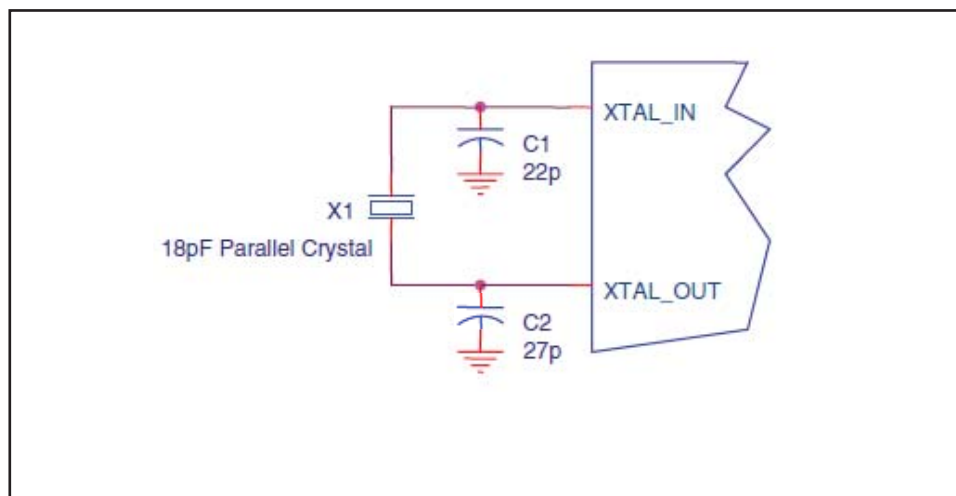 XTAL_IN
C1
22p
X1
18pF Parallel Crystal
XTAL_OUT
C2
27p